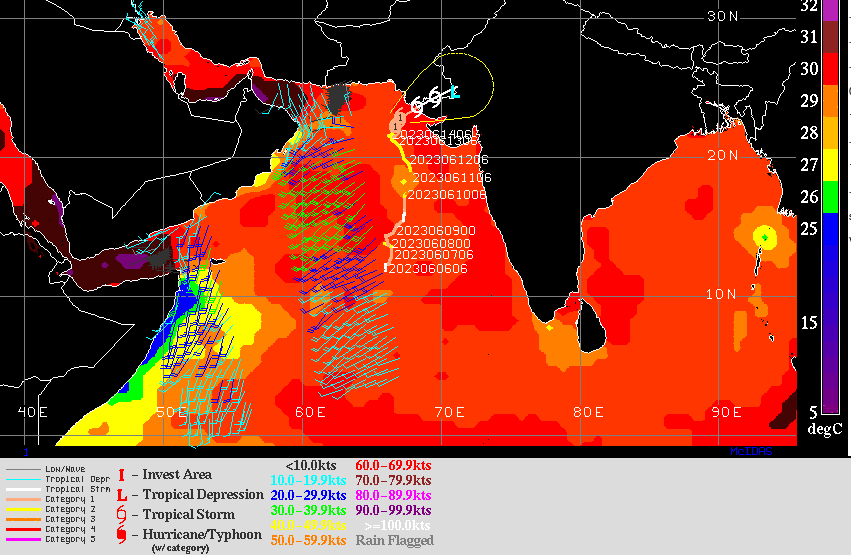 32
31
30
29
28
27
26
25
15
5
degC
30N
20N
10N
40E
50E
60E
70E
80E
90E
L
1
1
2023061406
2023061306
2023061206
2023061106
2023061006
2023060900
2023060800
2023060706
2023060606
1
McIDAS
Low/Wave
Tropical Depr
Tropical Strm
Category 1
Category 2
Category 3
Category 4
Category 5
I - Invest Area
L - Tropical Depression
- Tropical Storm
- Hurricane/Typhoon
(w/category)
<10.0kts
10.0-19.9kts
20.0-29.9kts
30.0-39.9kts
40.0-49.9kts
50.0-59.9kts
60.0-69.9kts
70.0-79.9kts
80.0-89.9kts
90.0-99.9kts
>=100.0kts
Rain Flagged